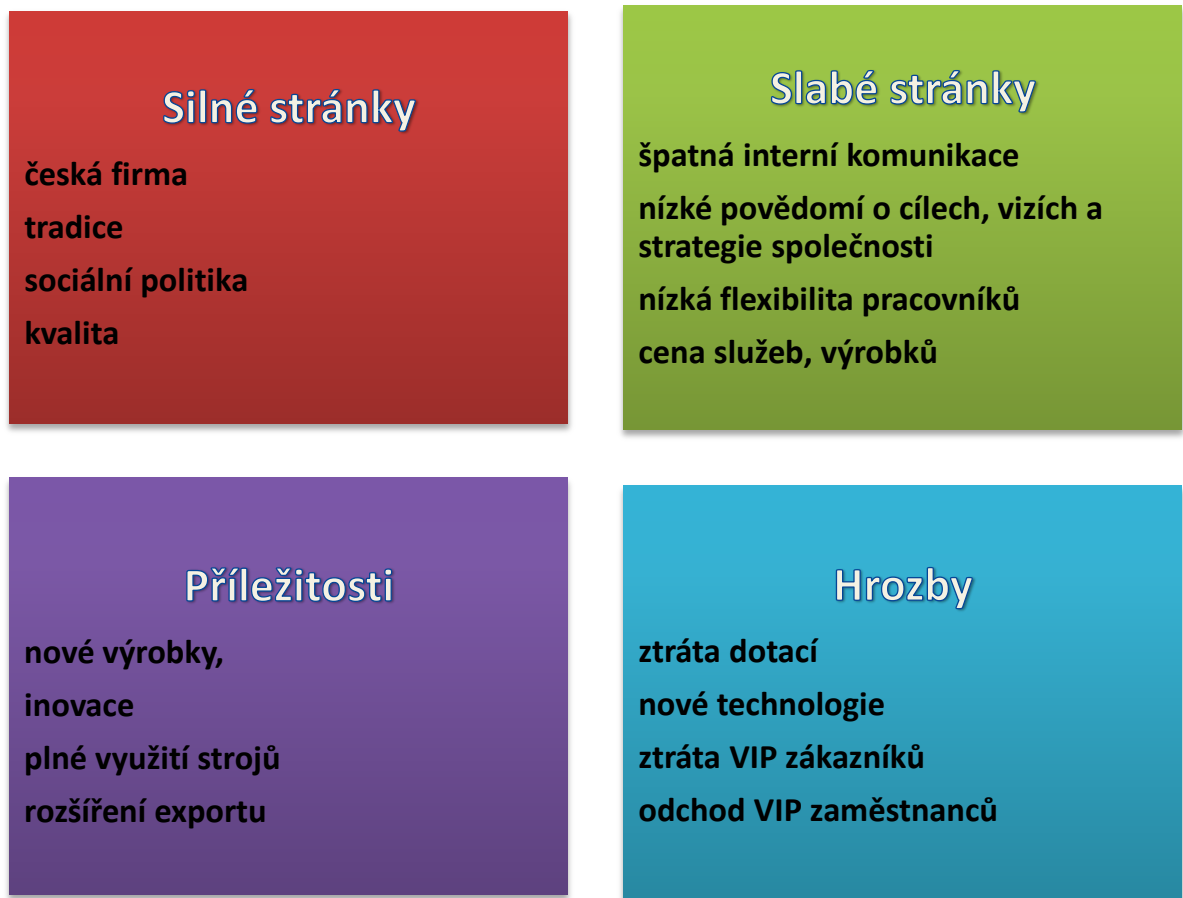 Silné stránky
česká firma
tradice
sociální politika
kvalita
Slabé stránky
špatná interní komunikace
nízké povědomí o cílech, vizích a
strategie společnosti
nízká flexibilita pracovníků
cena služeb, výrobků
Příležitosti
nové výrobky,
inovace
plné využití strojů
rozšíření exportu
Hrozby
ztráta dotací
nové technologie
ztráta VIP zákazníků
odchod VIP zaměstnanců